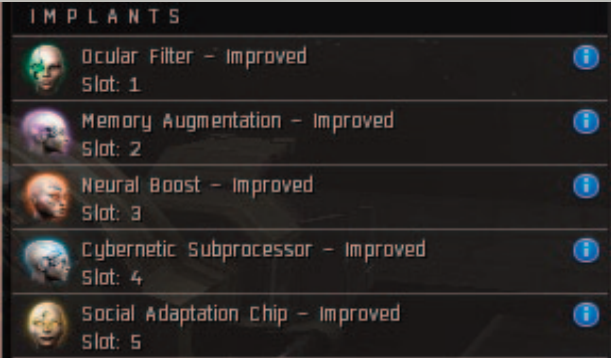 IMPLANTS
Ocular Filter - Improved
Slot: 1
Memory Augmentation - Improved
Slot: 2
Neural Boost - Improved
Slot: 3
Cybernetic Subprocessor - Improved
Slot: 4
Social Adaptation Chip - Improved
Slot: 5